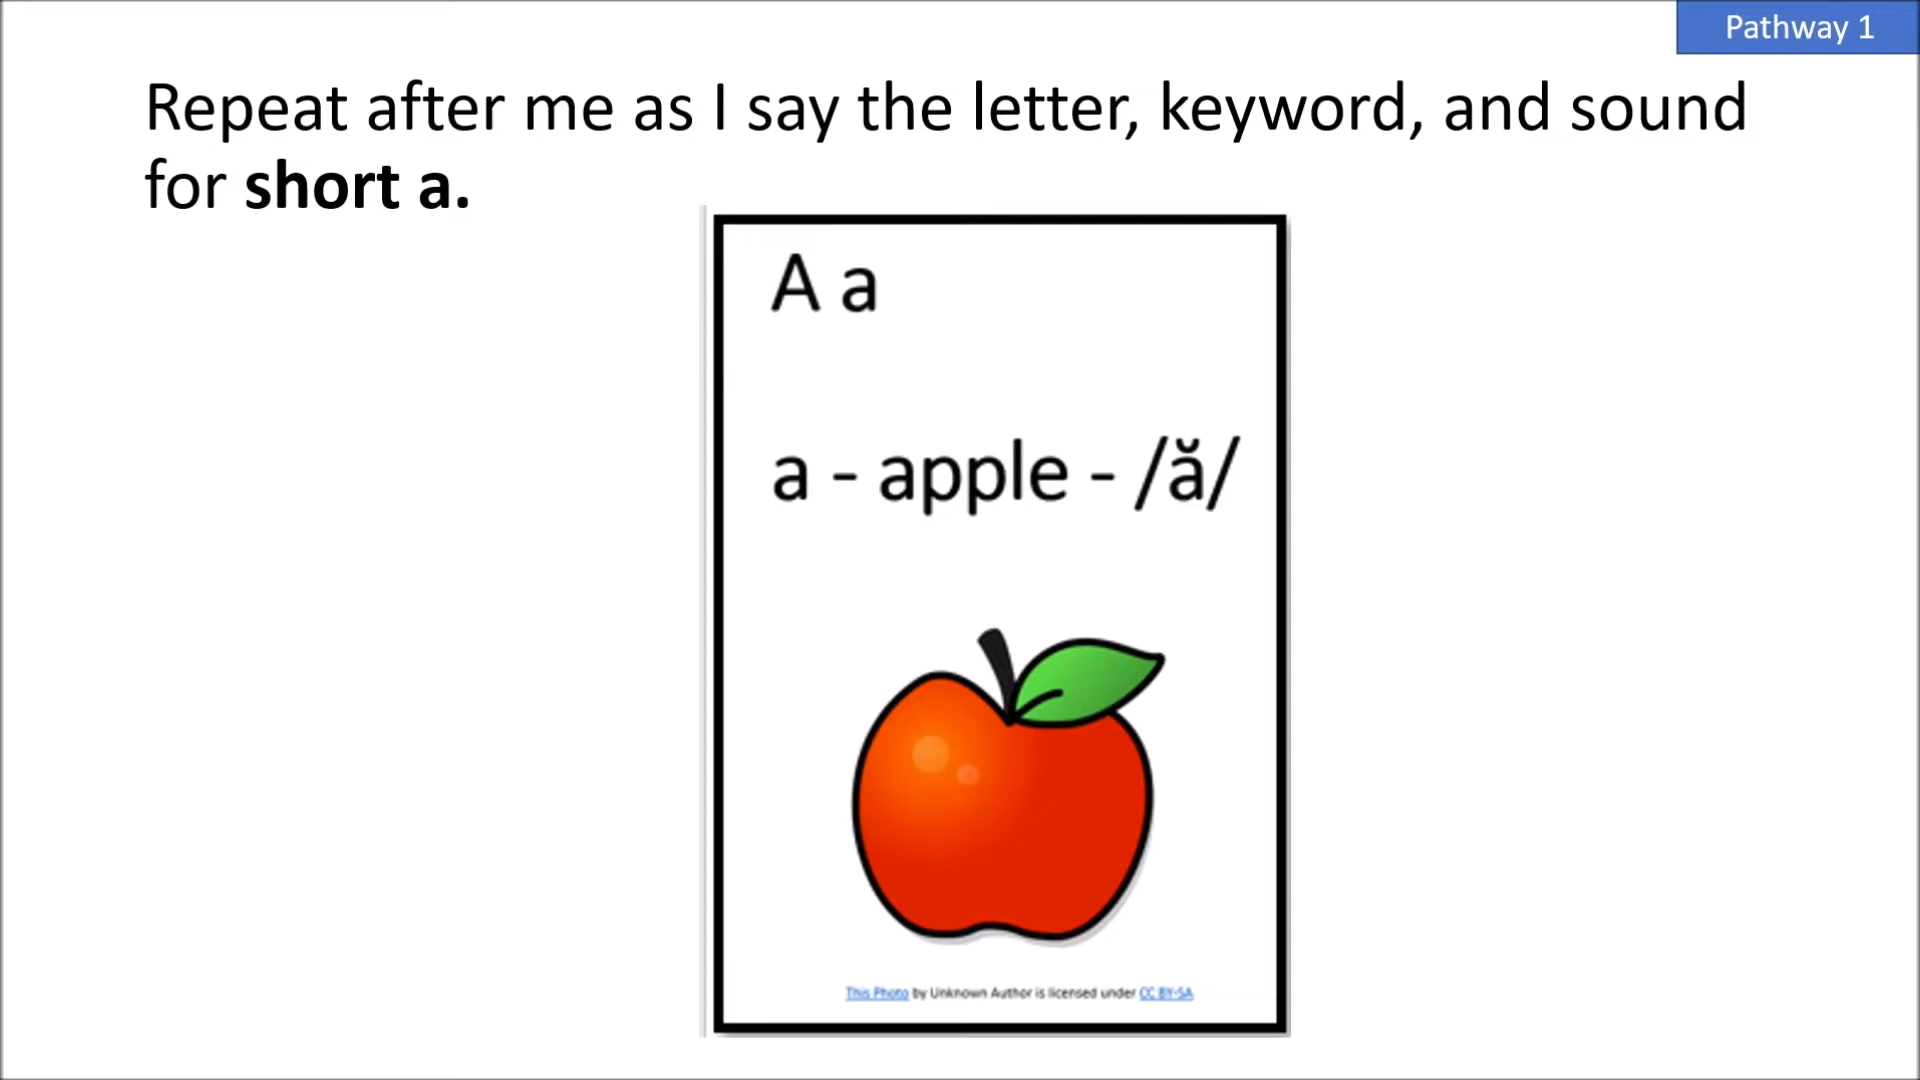 Pathway 1
Repeat after me as I say the letter, keyword, and sound
for short a.
A a
a - apple - /ă/
This Photo by Unknown Author is licensed under CC BY-SA